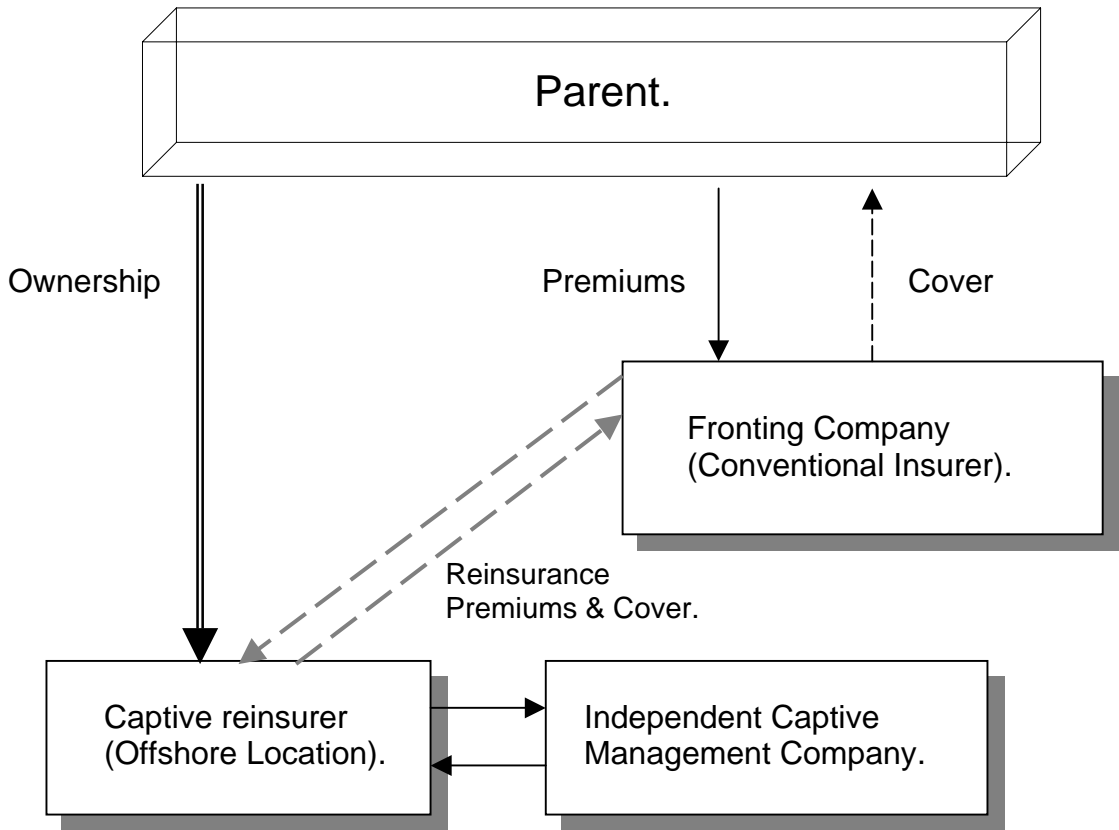 Parent.
Ownership
Premiums
Cover
Fronting Company
(Conventional Insurer).
Reinsurance
Premiums & Cover.
Captive reinsurer
(Offshore Location).
Independent Captive
Management Company.